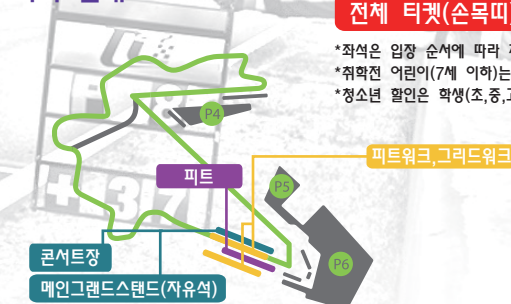 전체 티켓(손목띠)
*좌석은 입장 순서에 따라
*취학전 어린이(7세 이하)는
*청소년 할인은 학생(초,중,고
P4
피트워크,그리드워크
피트
P5
콘서트장
P6
메인그랜드스탠드(자유석)
+ 3 7